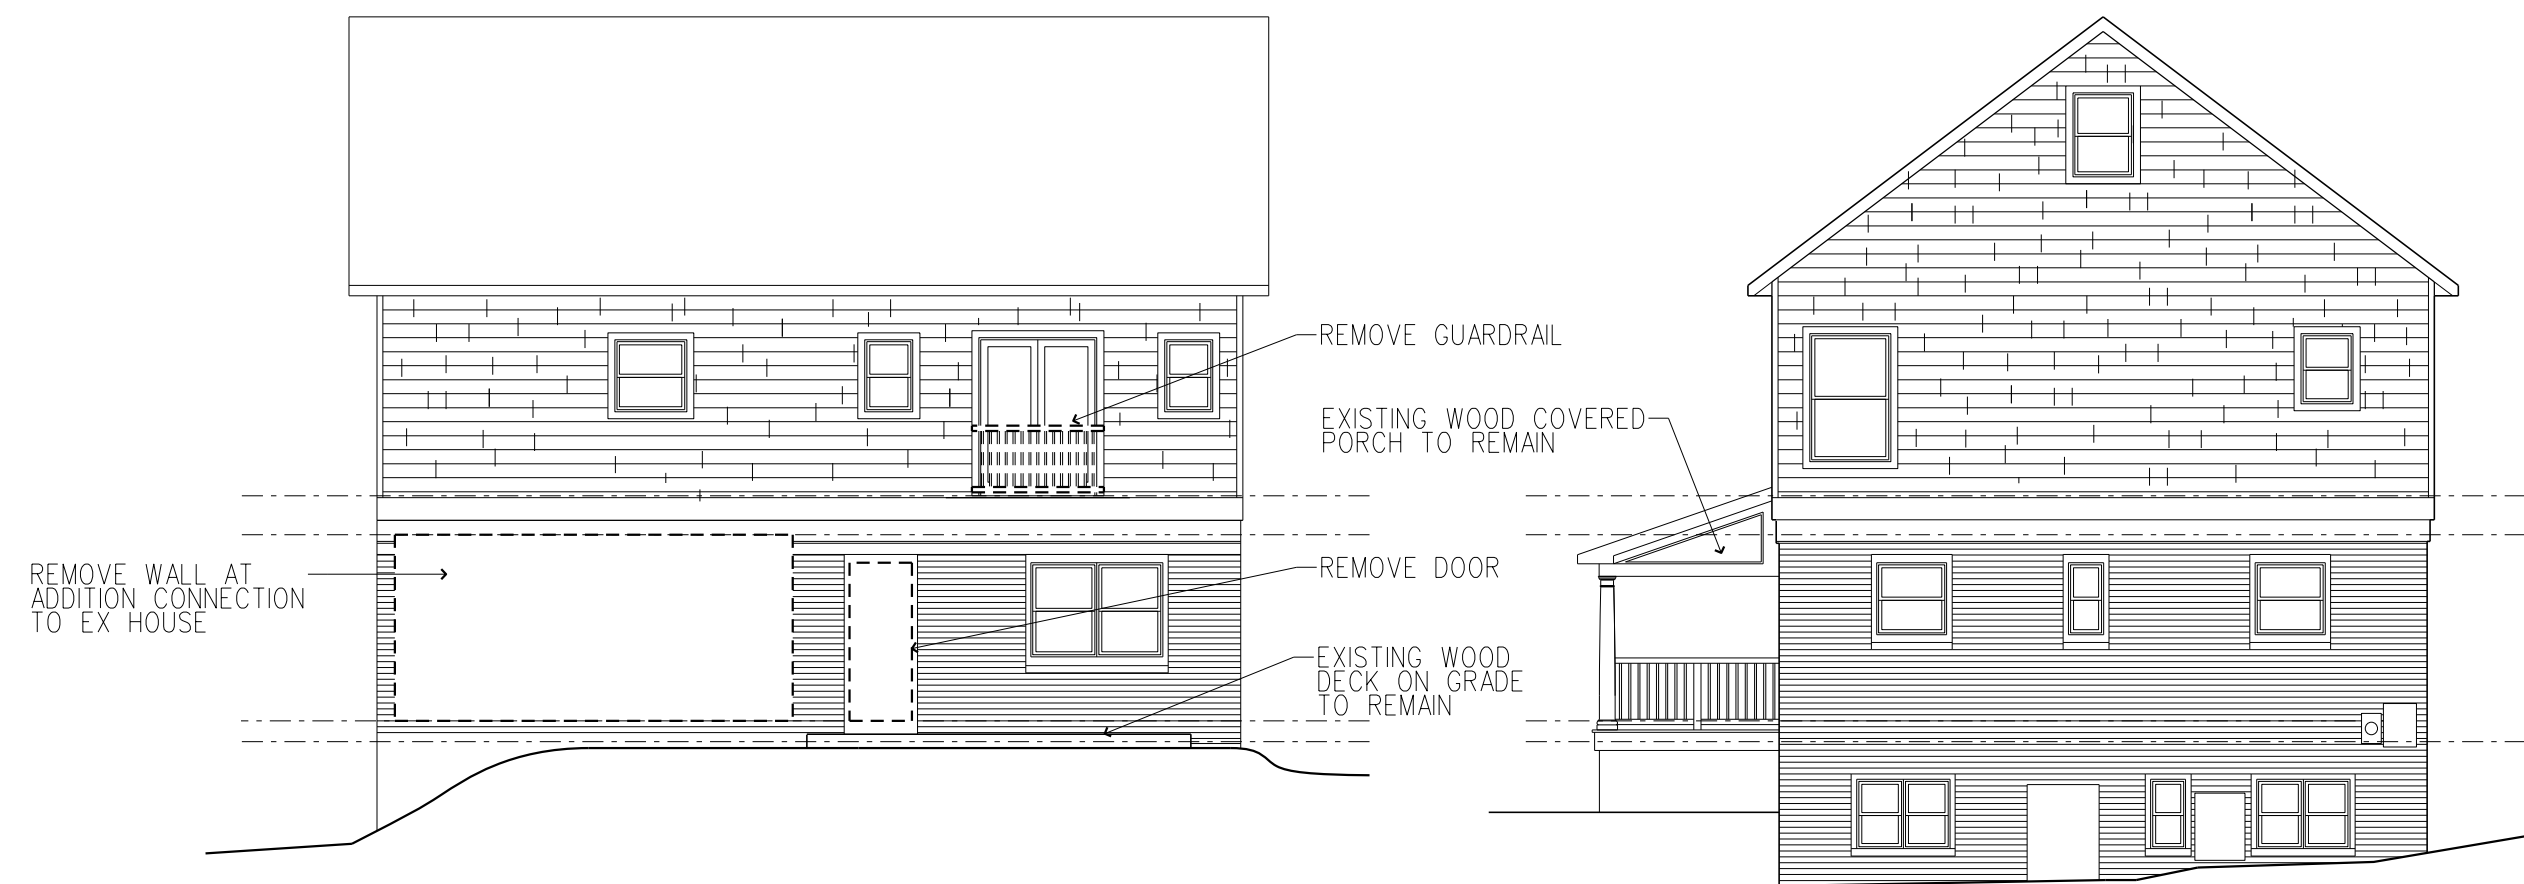 REMOVE GUARDRAIL
EXISTING WOOD COVERED
PORCH TO REMAIN
REMOVE WALL AT
ADDITION CONNECTION
TO EX HOUSE
REMOVE DOOR
EXISTING WOOD
DECK ON GRADE
TO REMAIN